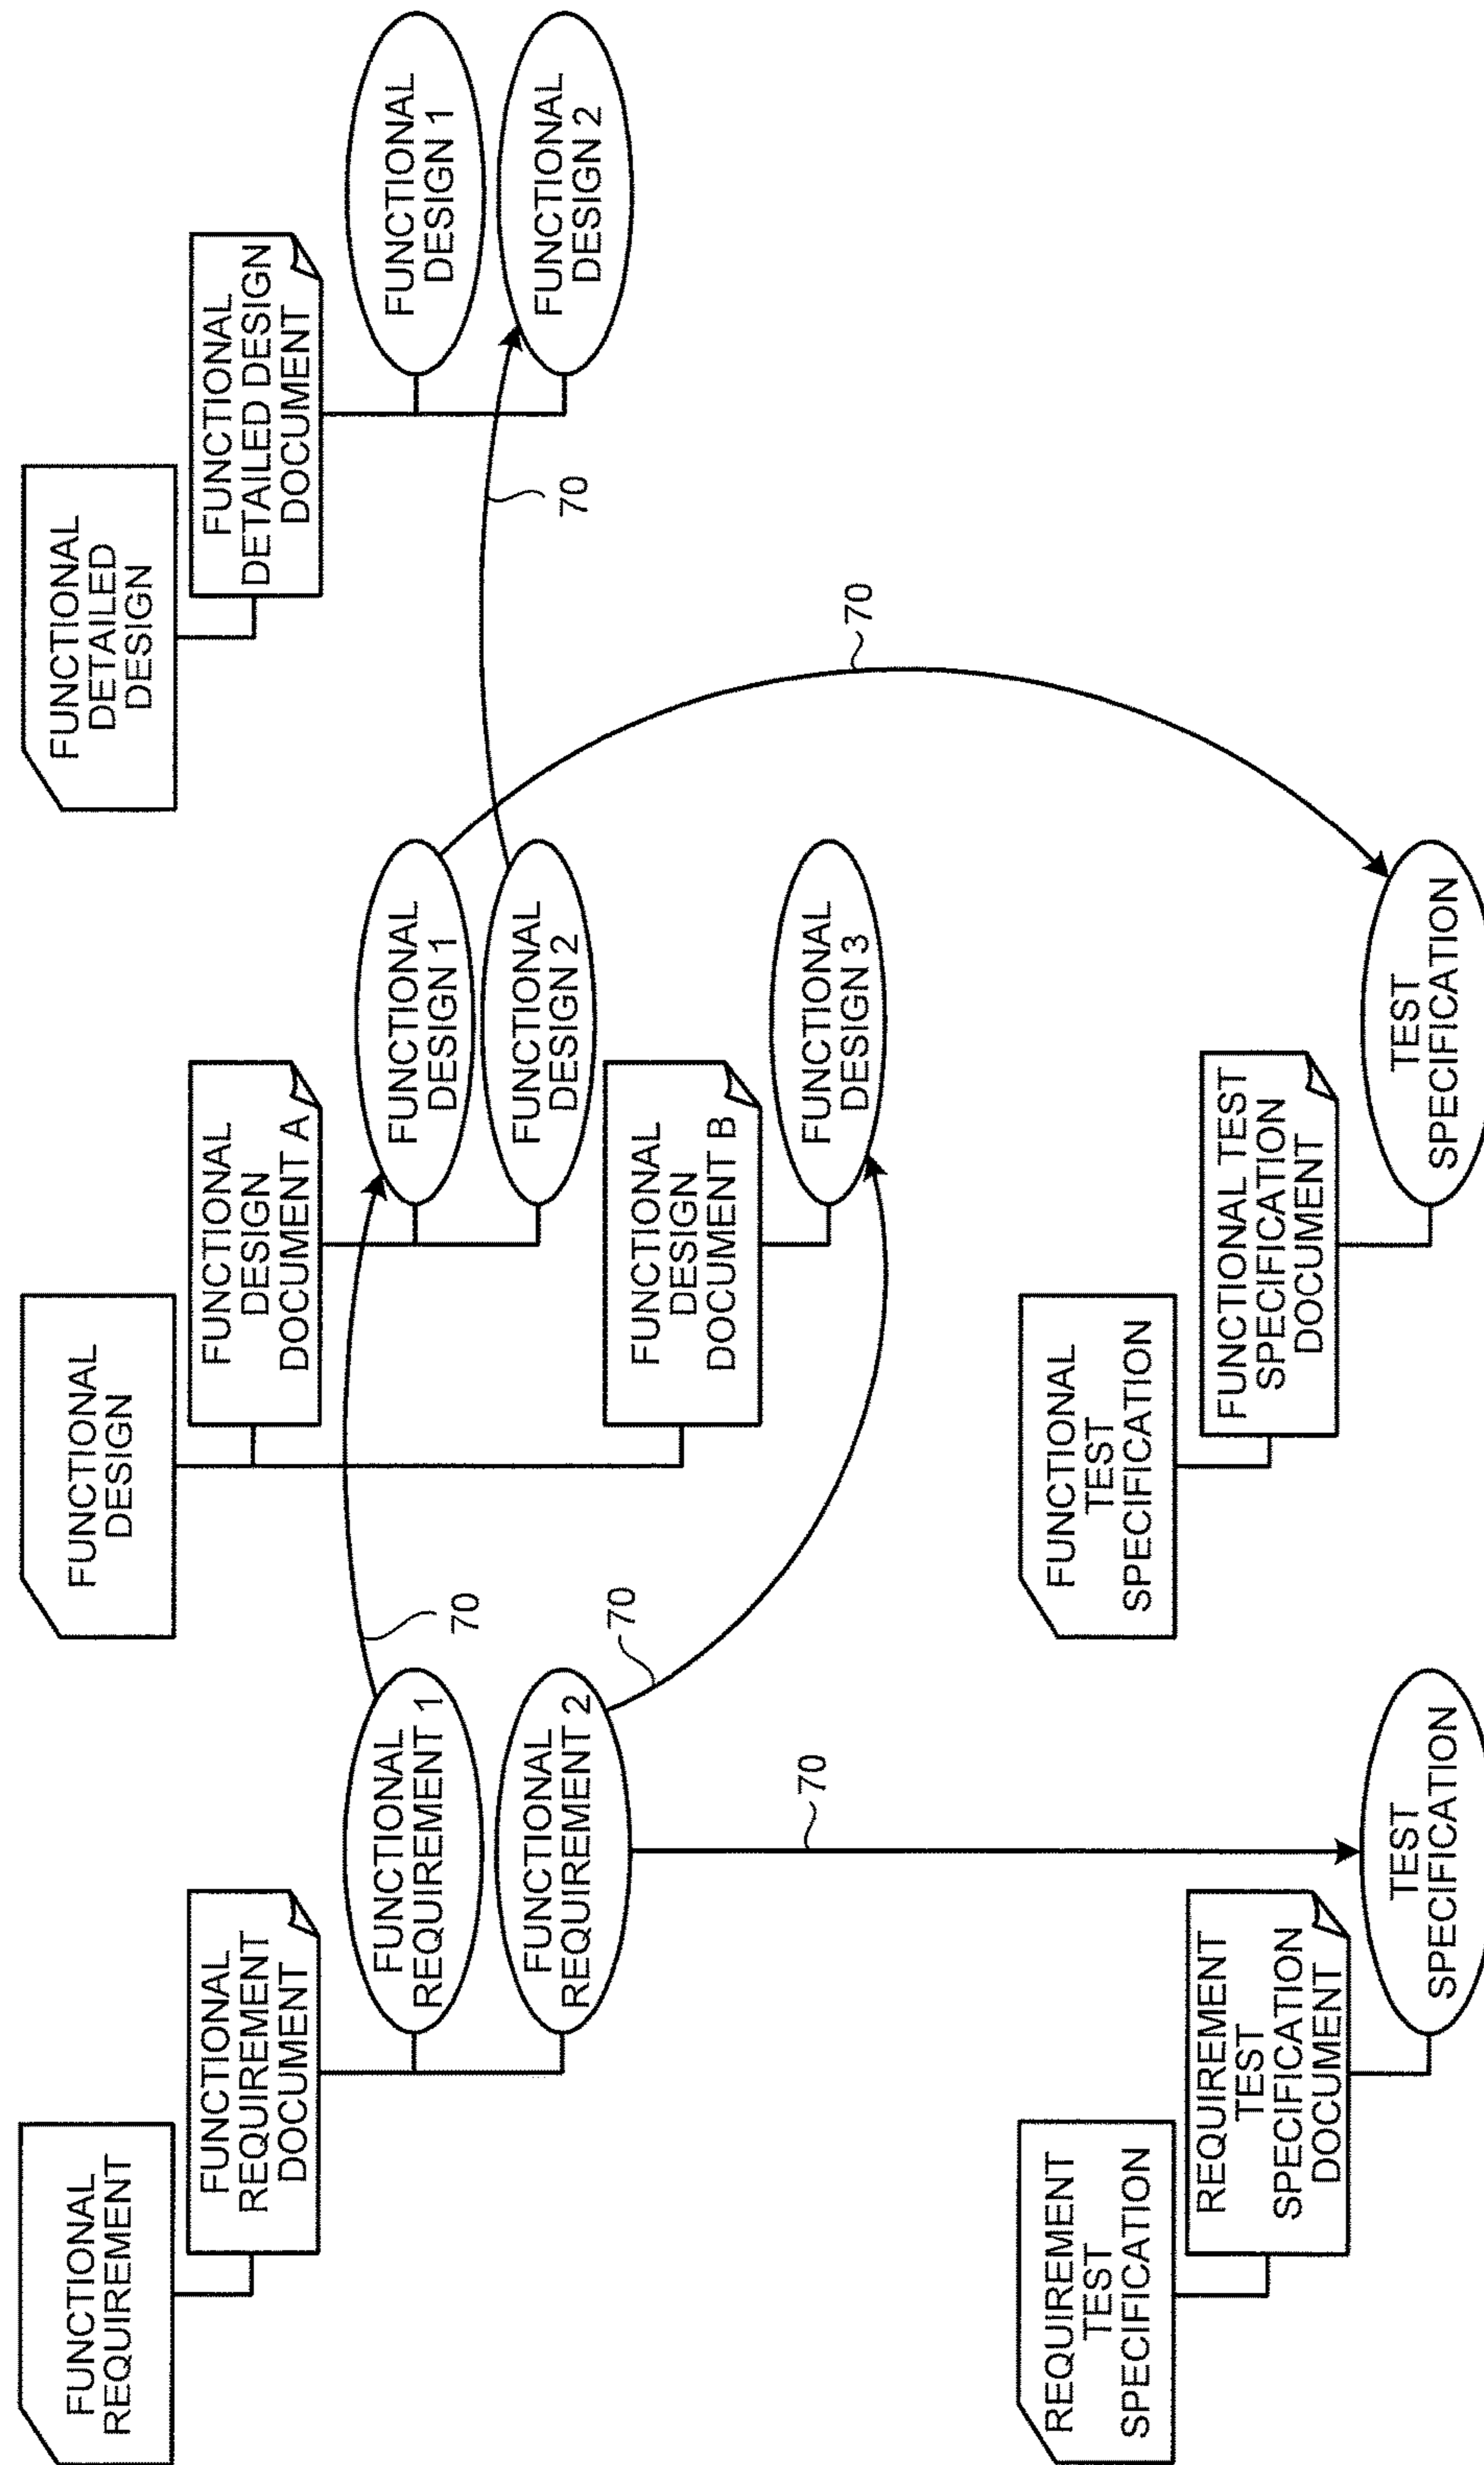 FUNCTIONAL
REQUIREMENT
FUNCTIONAL
REQUIREMENT
DOCUMENT
FUNCTIONAL
REQUIREMENT 1
FUNCTIONAL
REQUIREMENT 2
70
70
70
FUNCTIONAL
DESIGN
FUNCTIONAL
DESIGN
DOCUMENT A
FUNCTIONAL
DESIGN 1
FUNCTIONAL
DESIGN 2
FUNCTIONAL
DESIGN
DOCUMENT B
FUNCTIONAL
DESIGN 3
70
70
FUNCTIONAL
DETAILED
DESIGN
FUNCTIONAL
DETAILED DESIGN
DOCUMENT
FUNCTIONAL
DESIGN 1
FUNCTIONAL
DESIGN 2
REQUIREMENT
TEST
SPECIFICATION
REQUIREMENT
TEST
SPECIFICATION
DOCUMENT
TEST
SPECIFICATION
FUNCTIONAL
TEST
SPECIFICATION
FUNCTIONAL TEST
SPECIFICATION
DOCUMENT
TEST
SPECIFICATION